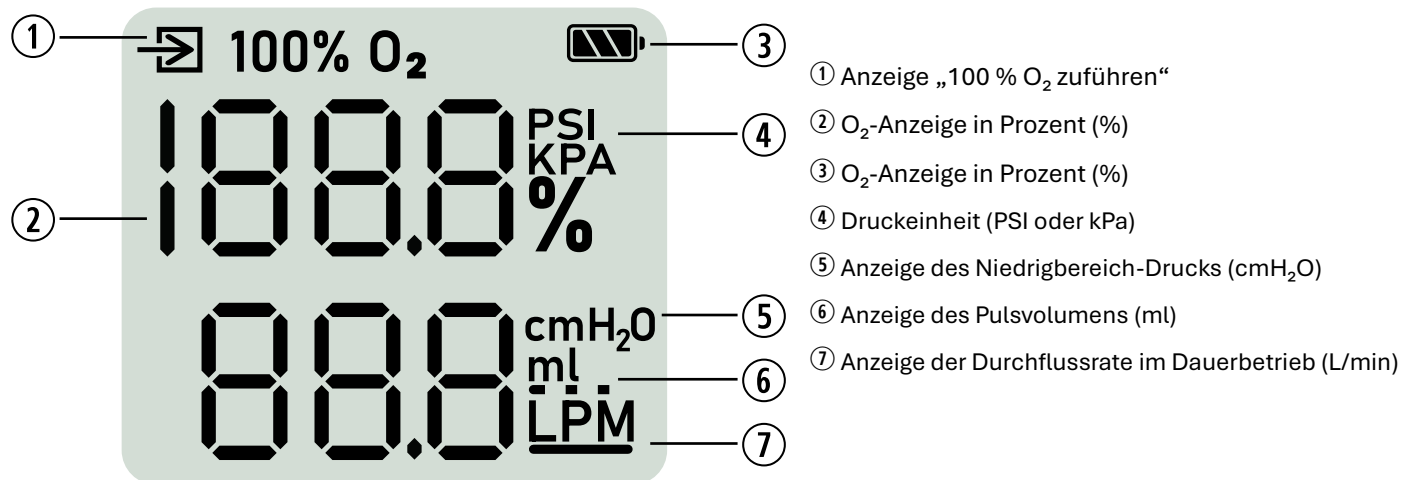 ① 100% O₂ ③
188.8 PSI ④
KPA
② %
88.8 cmH₂O ⑤
ml ⑥
LPM ⑦
① Anzeige „100 % O₂ zuführen“
② O₂-Anzeige in Prozent (%)
③ O₂-Anzeige in Prozent (%)
④ Druckeinheit (PSI oder kPa)
⑤ Anzeige des Niedrigbereich-Drucks (cmH₂O)
⑥ Anzeige des Pulsvolumens (ml)
⑦ Anzeige der Durchflussrate im Dauerbetrieb (L/min)